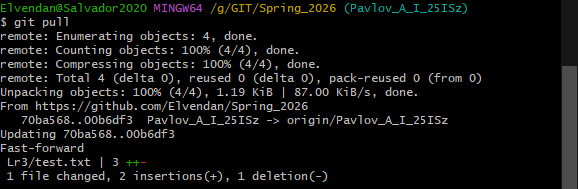 Elvendan@Salvador2020 MINGW64 /g/GIT/Spring_2026 (Pavlov_A_I_25ISz)
$ git pull
remote: Enumerating objects: 4, done.
remote: Counting objects: 100% (4/4), done.
remote: Compressing objects: 100% (4/4), done.
remote: Total 4 (delta 0), reused 0 (delta 0), pack-reused 0 (from 0)
Unpacking objects: 100% (4/4), 1.19 KiB | 87.00 KiB/s, done.
From https://github.com/Elvendan/Spring_2026
   70ba568..00b6df3  Pavlov_A_I_25ISz -> origin/Pavlov_A_I_25ISz
Updating 70ba568..00b6df3
Fast-forward
 Lr3/test.txt | 3 ++-
 1 file changed, 2 insertions(+), 1 deletion(-)